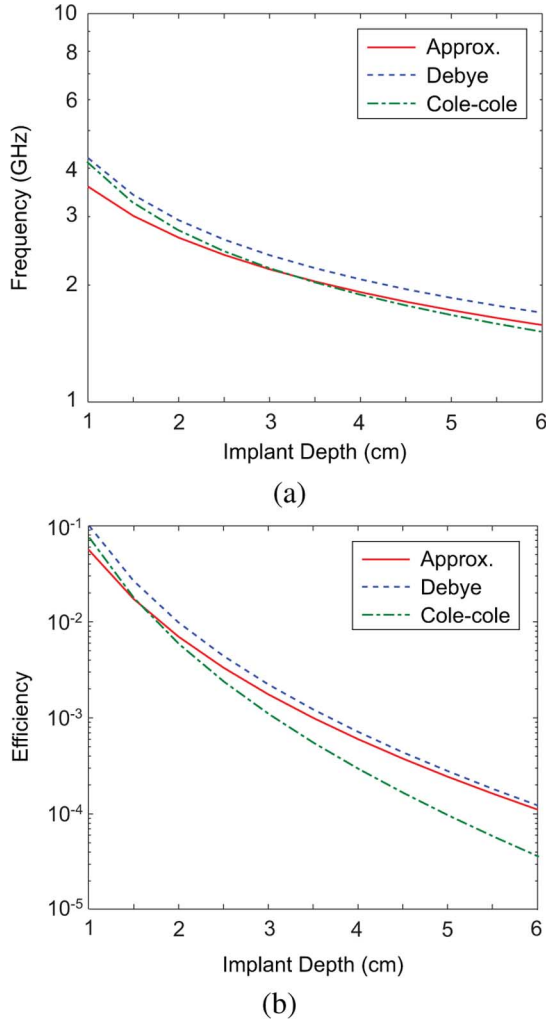 10
8
6
4
3
2
1
Frequency (GHz)
Approx.
Debye
Cole-cole
1 2 3 4 5 6
Implant Depth (cm)
(a)
10-1
10-2
10-3
10-4
10-5
Efficiency
Approx.
Debye
Cole-cole
1 2 3 4 5 6
Implant Depth (cm)
(b)